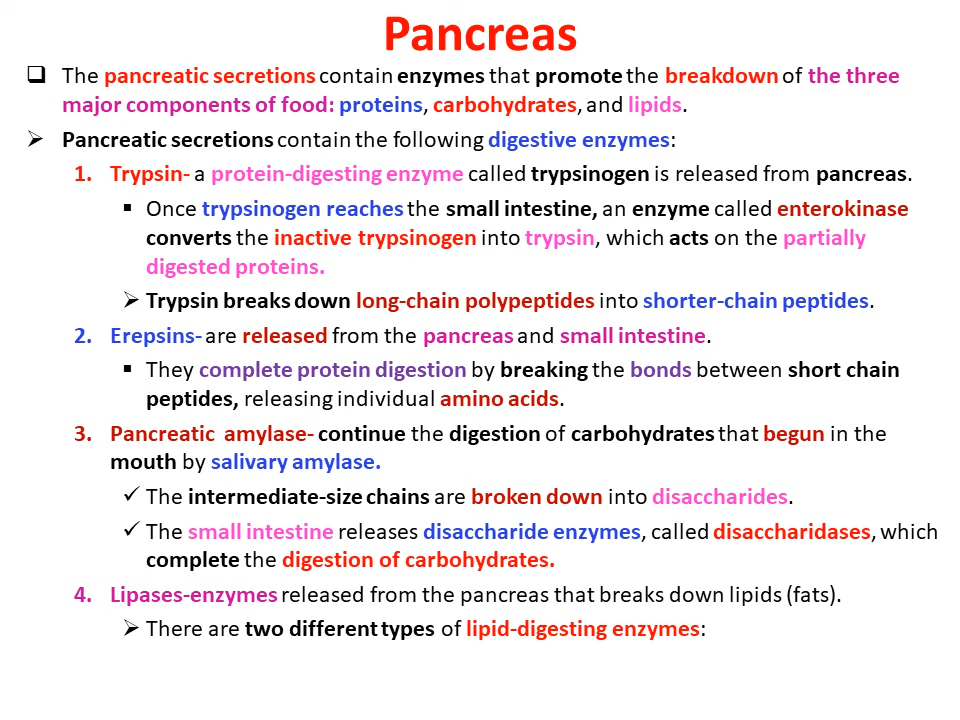 Pancreas
❑ The pancreatic secretions contain enzymes that promote the breakdown of the three
major components of food: proteins, carbohydrates, and lipids.
➢ Pancreatic secretions contain the following digestive enzymes:
1. Trypsin- a protein-digesting enzyme called trypsinogen is released from pancreas.
▪ Once trypsinogen reaches the small intestine, an enzyme called enterokinase
converts the inactive trypsinogen into trypsin, which acts on the partially
digested proteins.
➢ Trypsin breaks down long-chain polypeptides into shorter-chain peptides.
2. Erepsins- are released from the pancreas and small intestine.
▪ They complete protein digestion by breaking the bonds between short chain
peptides, releasing individual amino acids.
3. Pancreatic amylase- continue the digestion of carbohydrates that begun in the
mouth by salivary amylase.
✓ The intermediate-size chains are broken down into disaccharides.
✓ The small intestine releases disaccharide enzymes, called disaccharidases, which
complete the digestion of carbohydrates.
4. Lipases-enzymes released from the pancreas that breaks down lipids (fats).
➢ There are two different types of lipid-digesting enzymes: